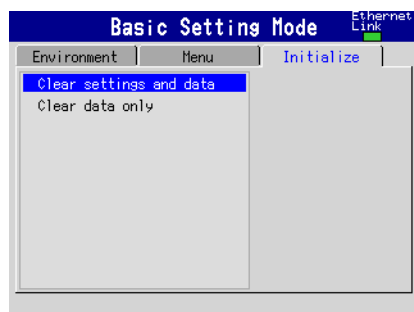 Basic Setting Mode
Ethernet
Link
Environment Menu Initialize
Clear settings and data
Clear data only